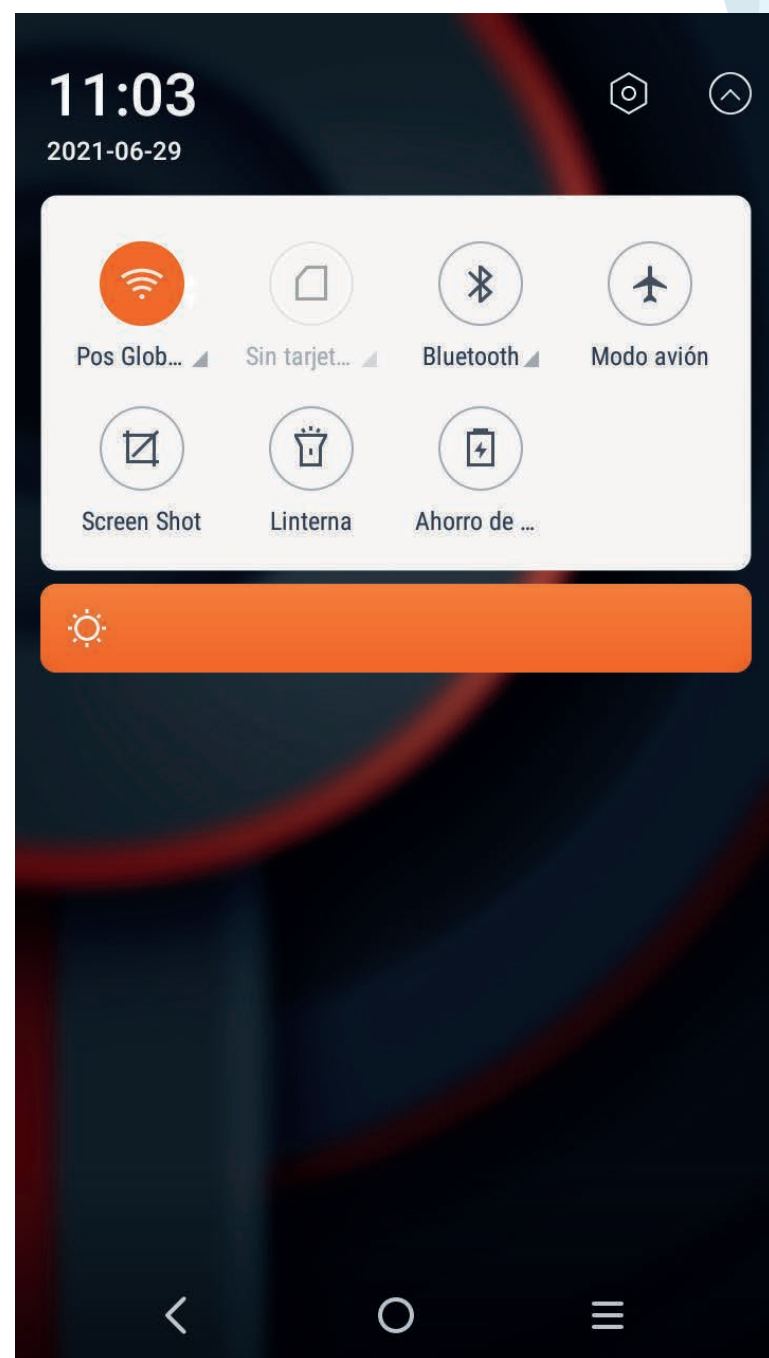 11:03
2021-06-29
Pos Glob... Sin tarjet... Bluetooth Modo avión
Screen Shot Linterna Ahorro de ...